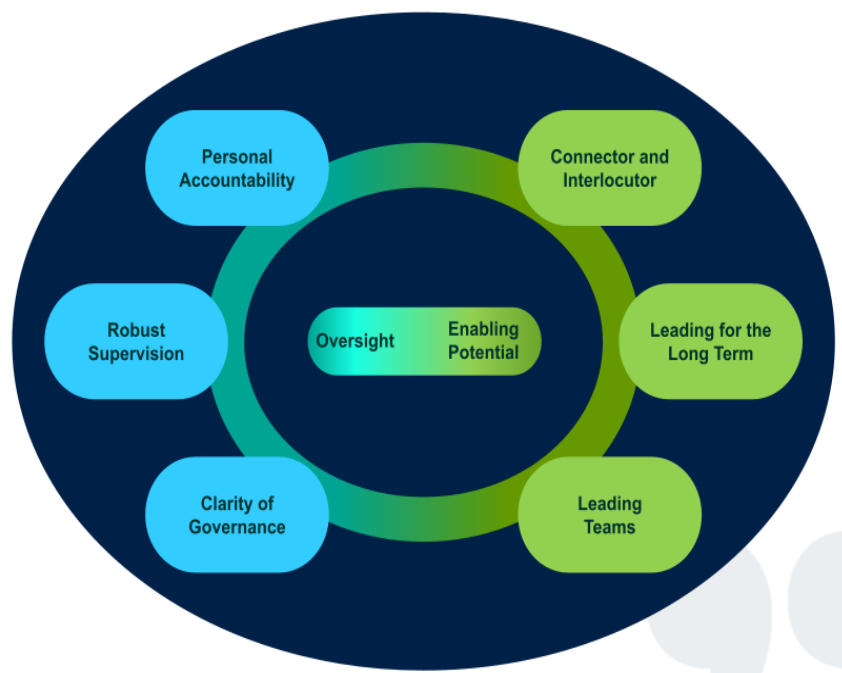 Personal
Accountability
Connector and
Interlocutor
Robust
Supervision
Oversight
Enabling
Potential
Leading for the
Long Term
Clarity of
Governance
Leading
Teams